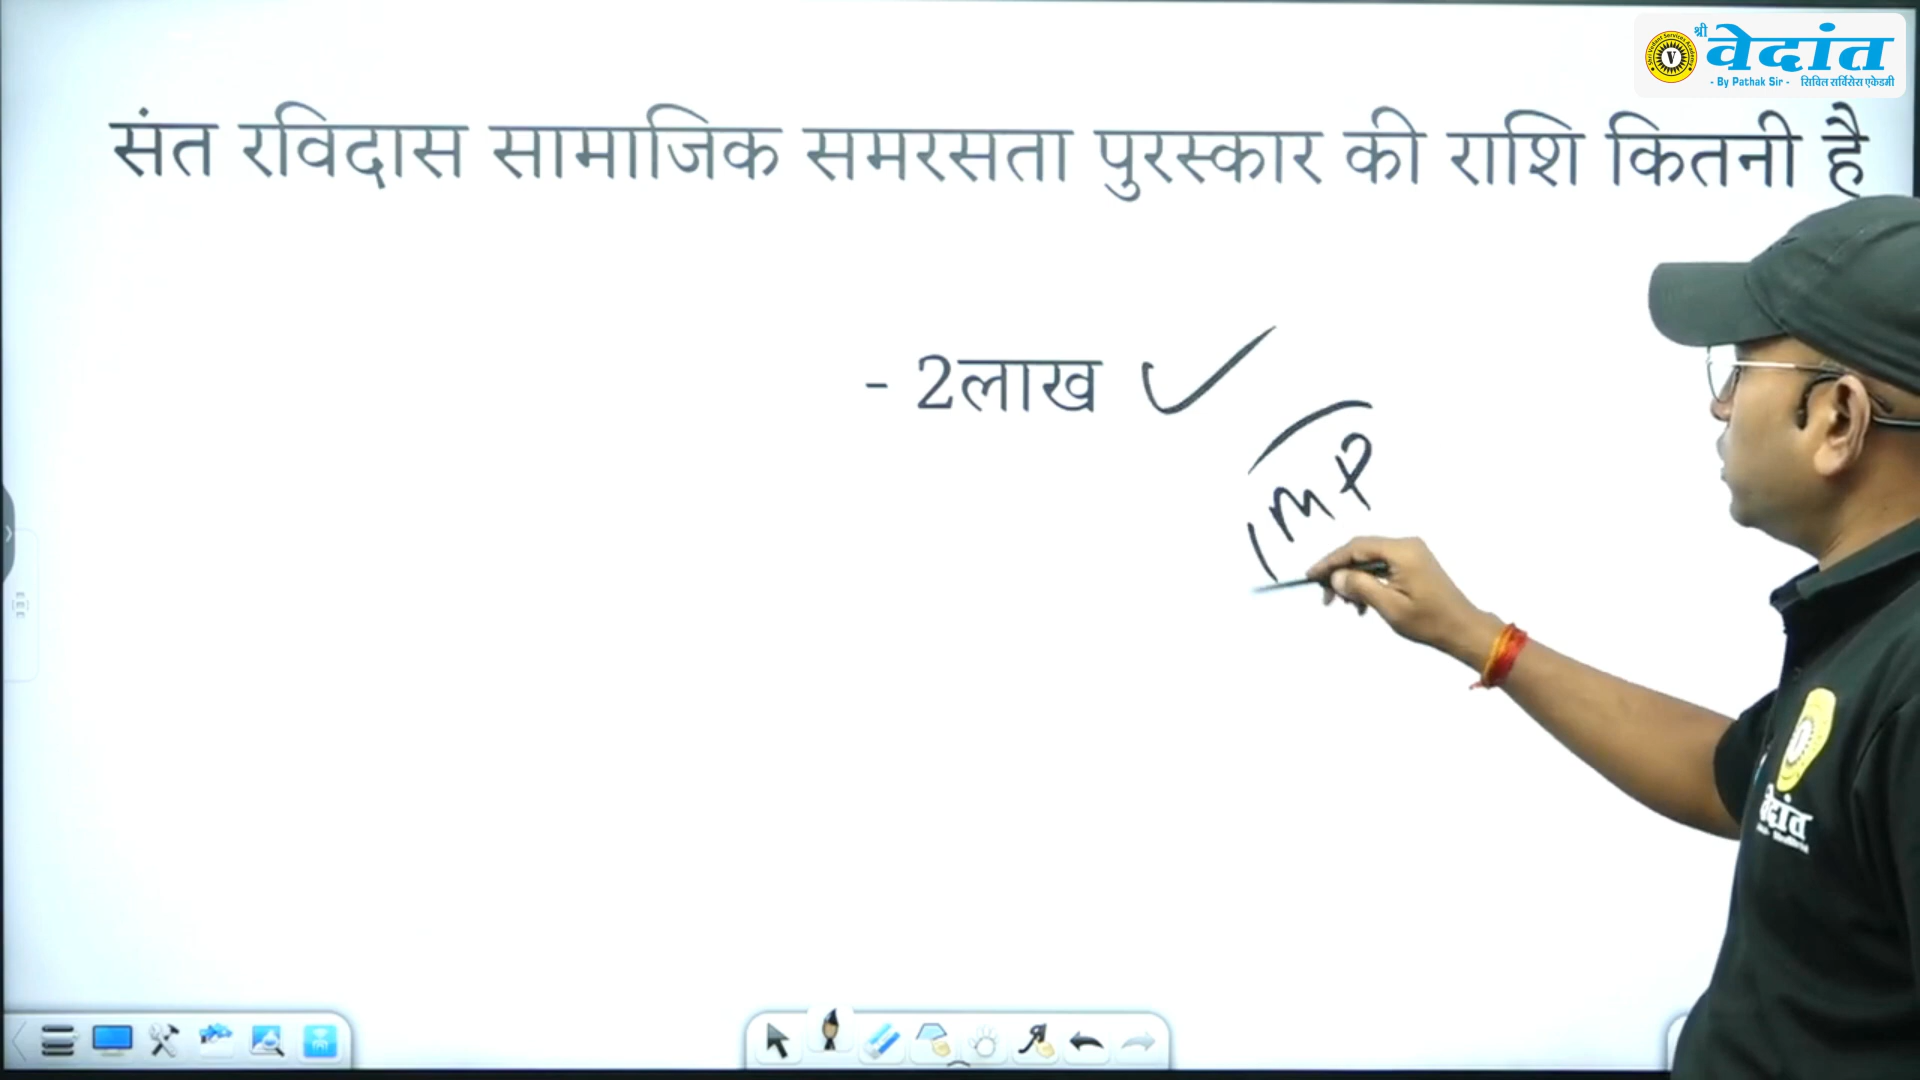 श्री वेदांत
- By Pathak Sir - सिविल सर्विसेस एकेडमी
संत रविदास सामाजिक समरसता पुरस्कार की राशि कितनी है
- 2लाख ✓
IMP
वेदांत